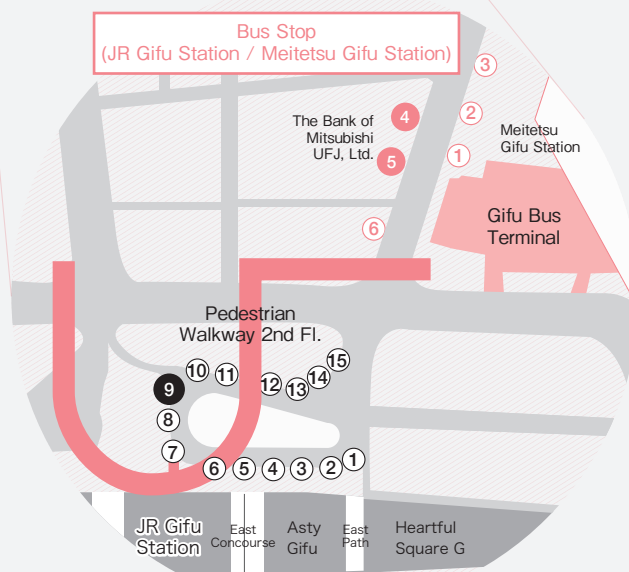 Bus Stop
(JR Gifu Station / Meitetsu Gifu Station)
3
2
4
The Bank of
Mitsubishi
UFJ, Ltd.
Meitetsu
Gifu Station
1
5
Gifu Bus
Terminal
6
Pedestrian
Walkway 2nd Fl.
15
14
13
12
11
10
9
8
7
6
5
4
3
2
1
JR Gifu
Station
East
Concourse
Asty
Gifu
East
Path
Heartful
Square G